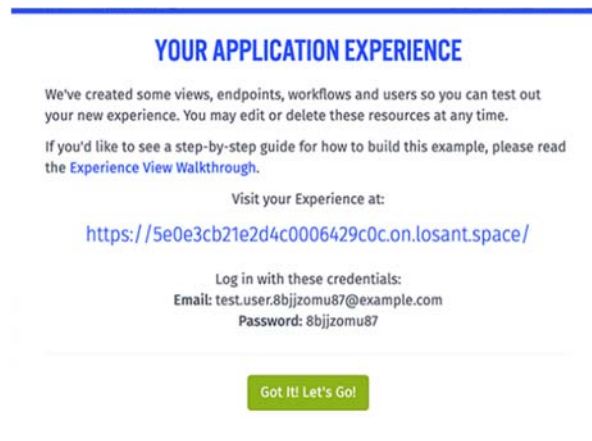 YOUR APPLICATION EXPERIENCE
We've created some views, endpoints, workflows and users so you can test out
your new experience. You may edit or delete these resources at any time.
If you'd like to see a step-by-step guide for how to build this example, please read
the Experience View Walkthrough.
Visit your Experience at:
https://5e0e3cb21e2d4c0006429c0c.on.losant.space/
Log in with these credentials:
Email: test.user.8bjjzomu87@example.com
Password: 8bjjzomu87
Got It! Let's Go!